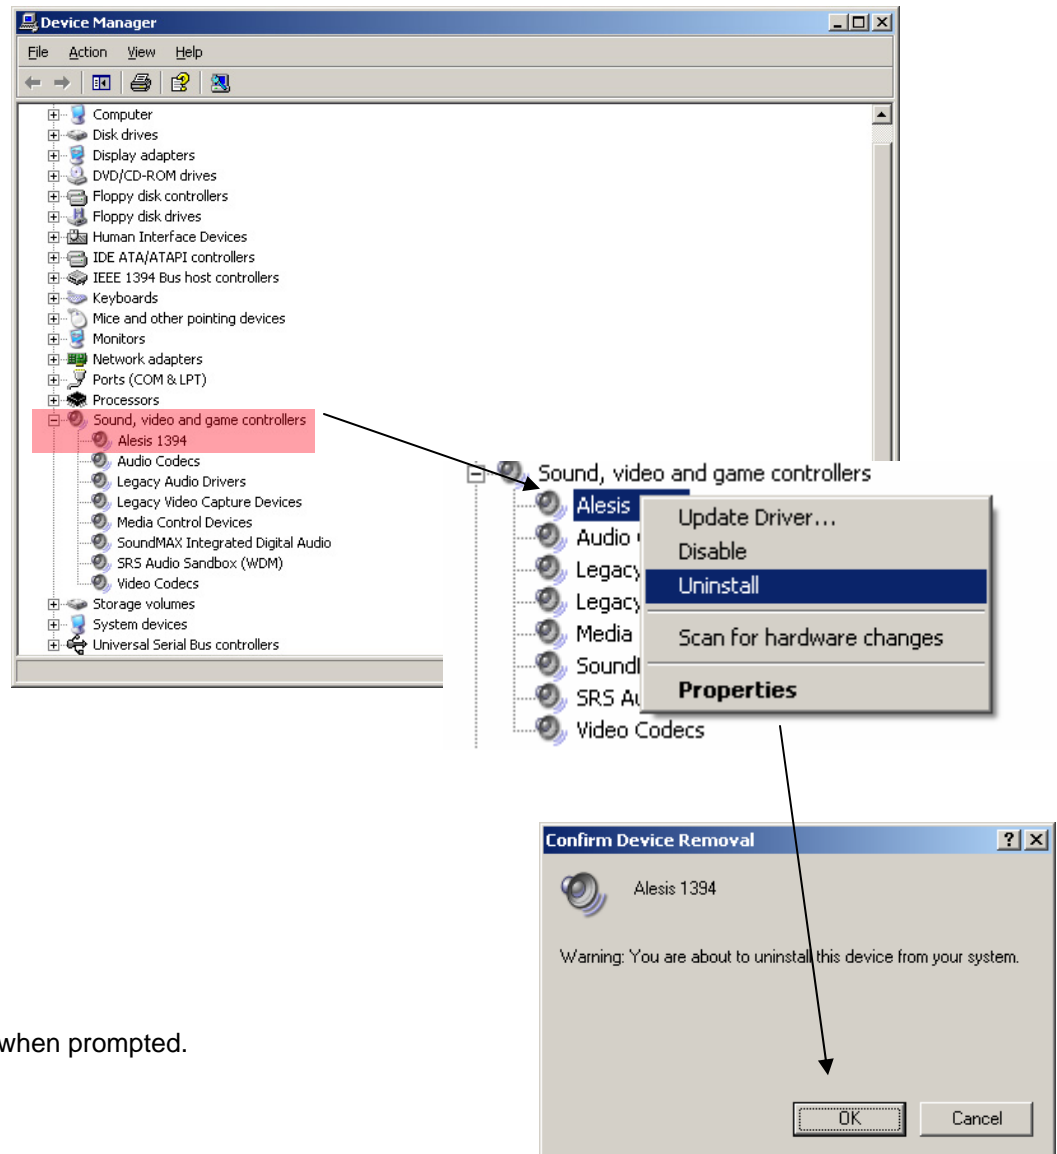 Device Manager
File Action View Help
Computer
Disk drives
Display adapters
DVD/CD-ROM drives
Floppy disk controllers
Floppy disk drives
Human Interface Devices
IDE ATA/ATAPI controllers
IEEE 1394 Bus host controllers
Keyboards
Mice and other pointing devices
Monitors
Network adapters
Ports (COM & LPT)
Processors
Sound, video and game controllers
Alesis 1394
Audio Codecs
Legacy Audio Drivers
Legacy Video Capture Devices
Media Control Devices
SoundMAX Integrated Digital Audio
SRS Audio Sandbox (WDM)
Video Codecs
Storage volumes
System devices
Universal Serial Bus controllers
Sound, video and game controllers
Alesis
Audio
Legacy
Legacy
Media
Sound
SRS Au
Video Codecs
Update Driver...
Disable
Uninstall
Scan for hardware changes
Properties
Confirm Device Removal
Alesis 1394
Warning: You are about to uninstall this device from your system.
OK Cancel
when prompted.